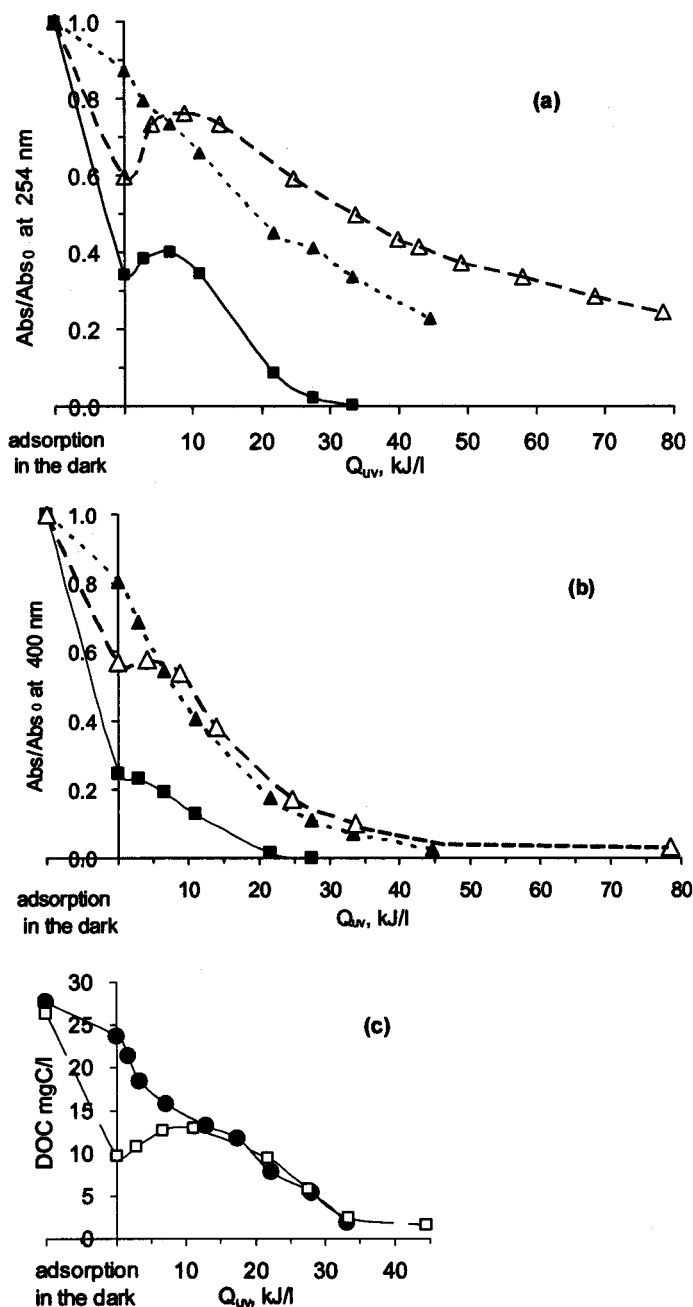 1.0
0.8
0.6
0.4
0.2
0.0
Abs/Abs0 at 254 nm
(a)
10 20 30 40 50 60 70 80
adsorption
in the dark
Quv, kJ/l
1.0
0.8
0.6
0.4
0.2
0.0
Abs/Abs0 at 400 nm
(b)
10 20 30 40 50 60 70 80
adsorption
in the dark
Quv, kJ/l
30
25
20
15
10
5
0
DOC mgC/l
(c)
10 20 30 40
adsorption
in the dark
Quv, kJ/l